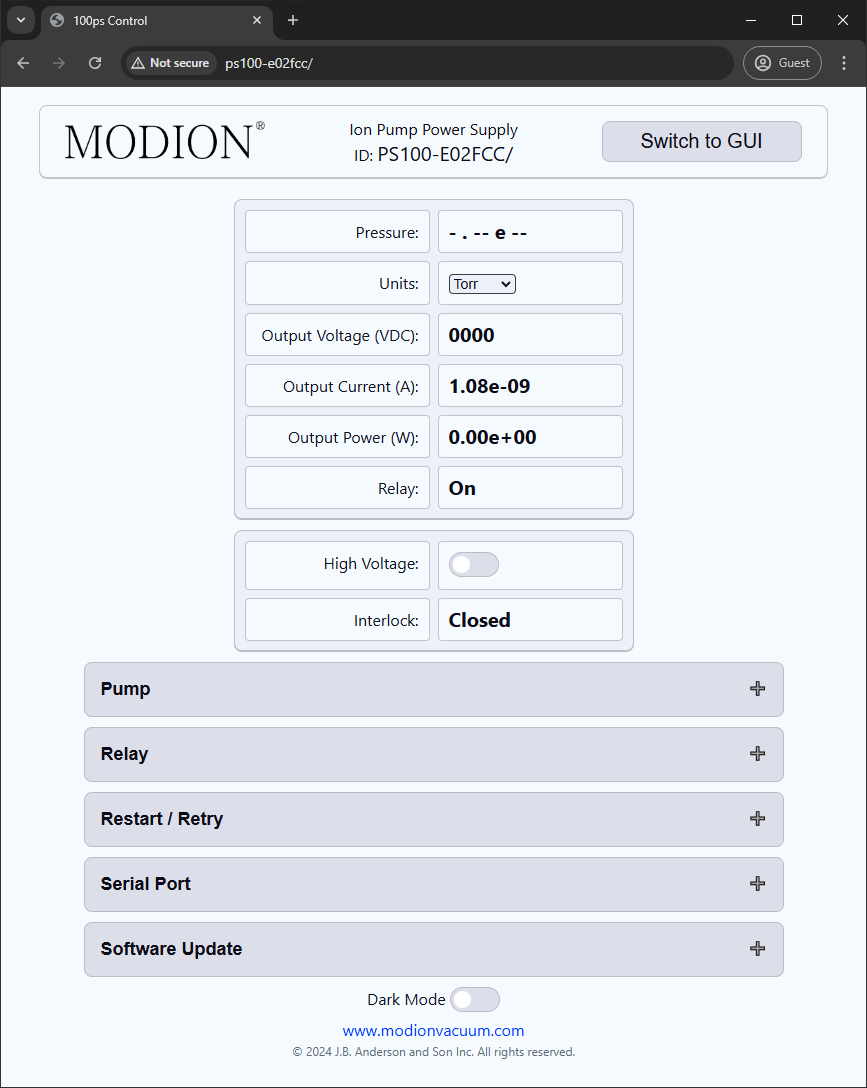 100ps Control
Not secure
ps100-e02fcc/
Guest
MODION®
Ion Pump Power Supply
ID: PS100-E02FCC/
Switch to GUI
Pressure: - . -- e --
Units: Torr
Output Voltage (VDC): 0000
Output Current (A): 1.08e-09
Output Power (W): 0.00e+00
Relay: On
High Voltage:
Interlock: Closed
Pump
Relay
Restart / Retry
Serial Port
Software Update
Dark Mode
www.modionvacuum.com
© 2024 J.B. Anderson and Son Inc. All rights reserved.